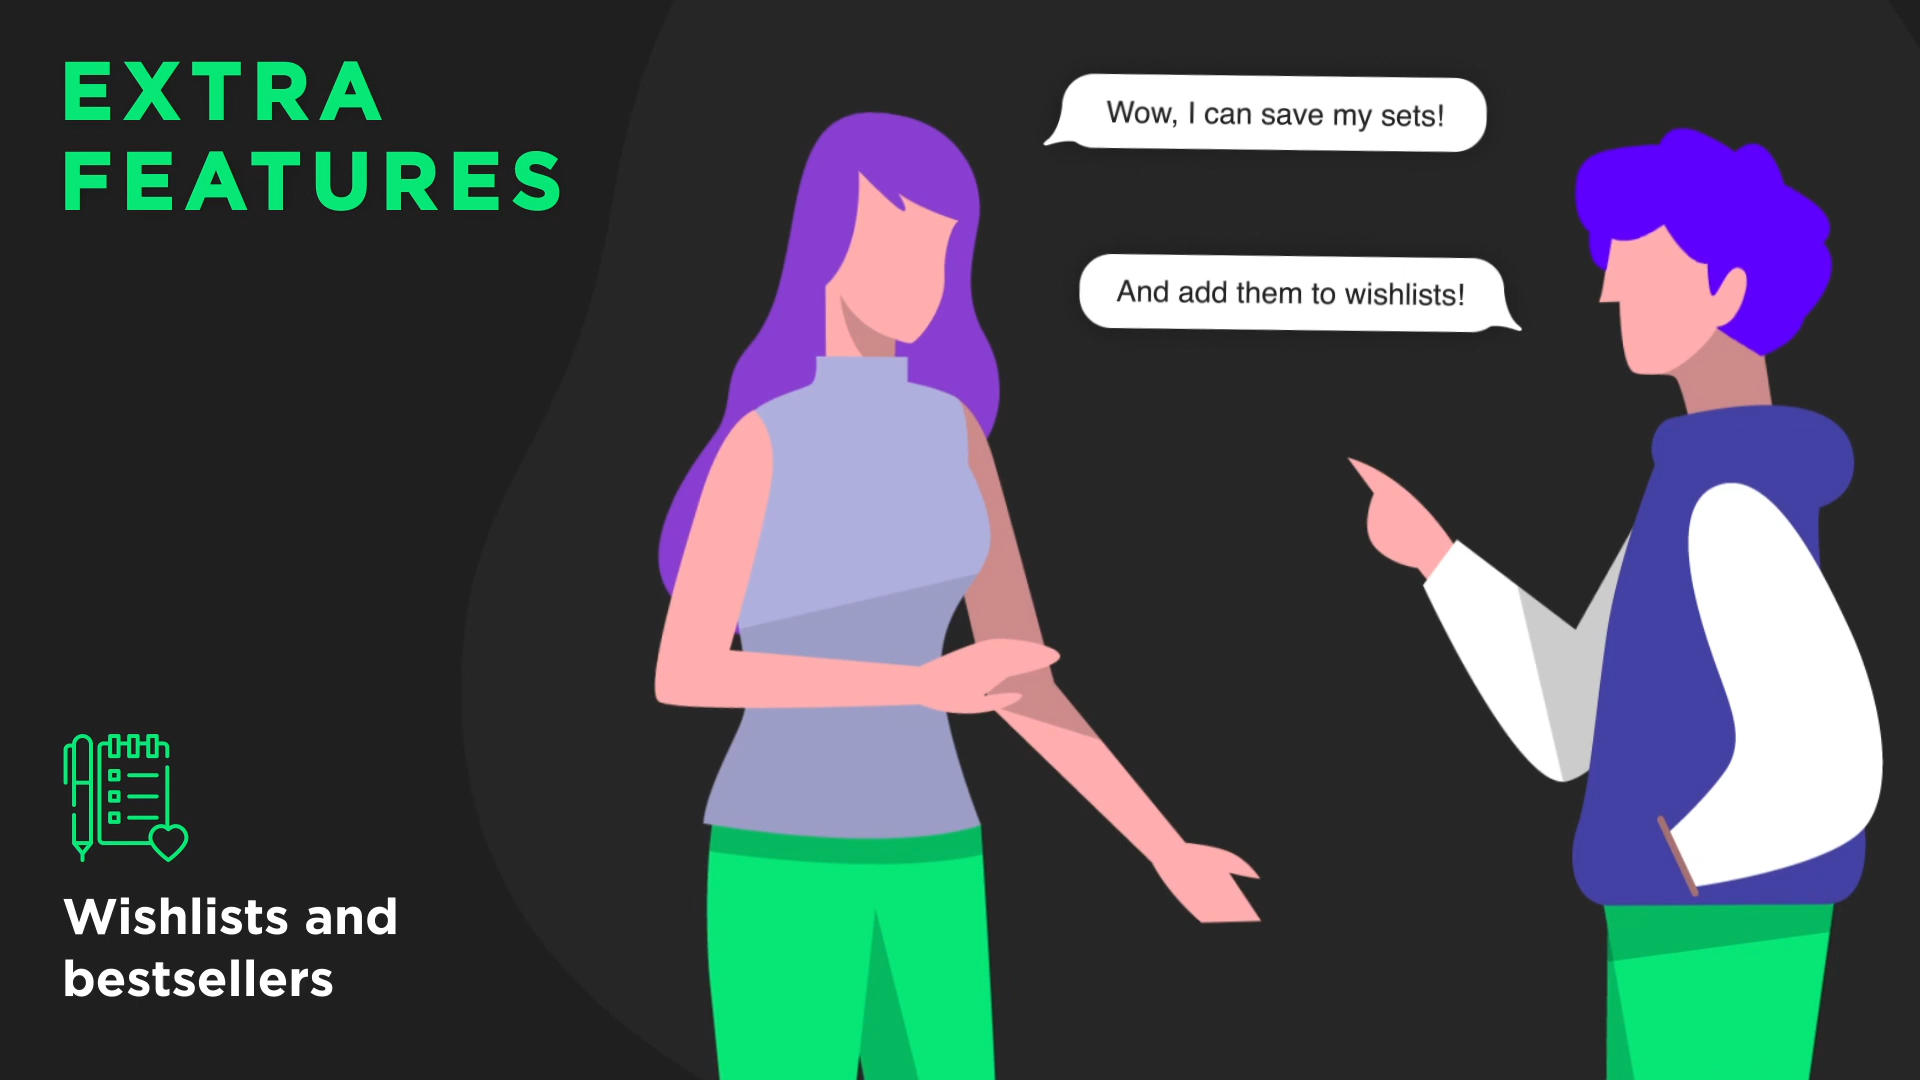 EXTRA
FEATURES
Wow, I can save my sets!
And add them to wishlists!
Wishlists and
bestsellers